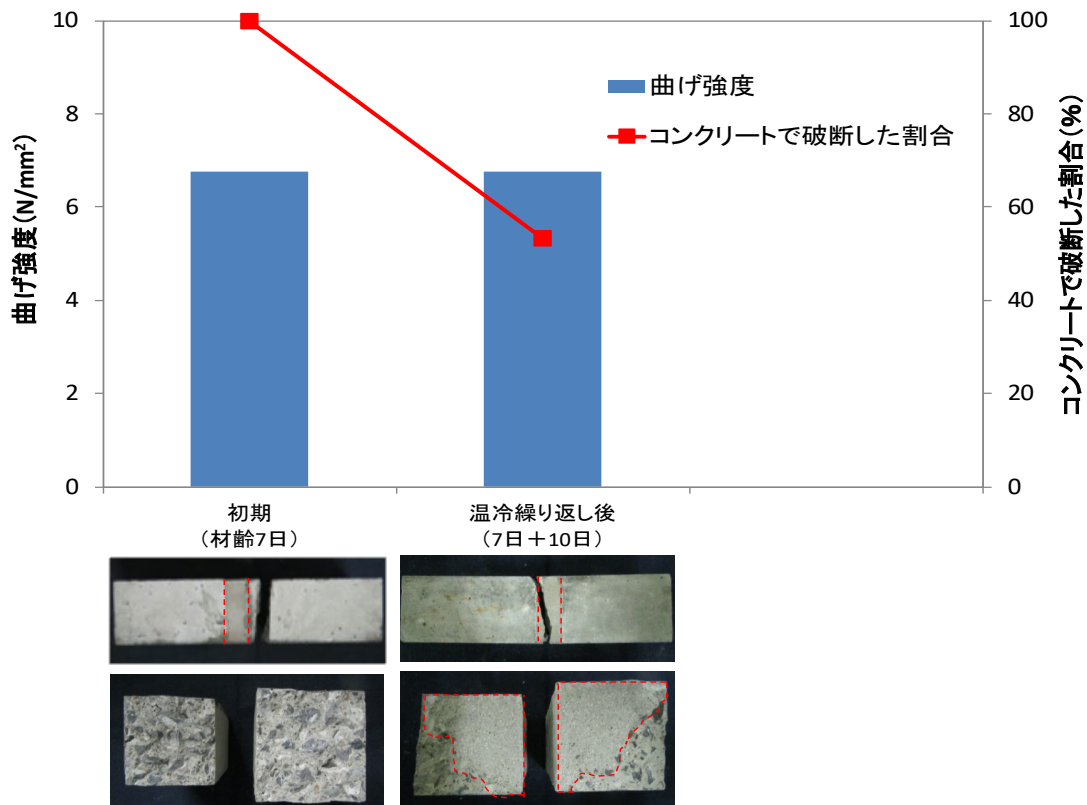 曲げ強度(N/mm²)
10
8
6
4
2
0
曲げ強度
コンクリートで破断した割合
100
80
60
40
20
0
コンクリートで破断した割合(%)
初期
(材齢7日)
温冷繰り返し後
(7日+10日)